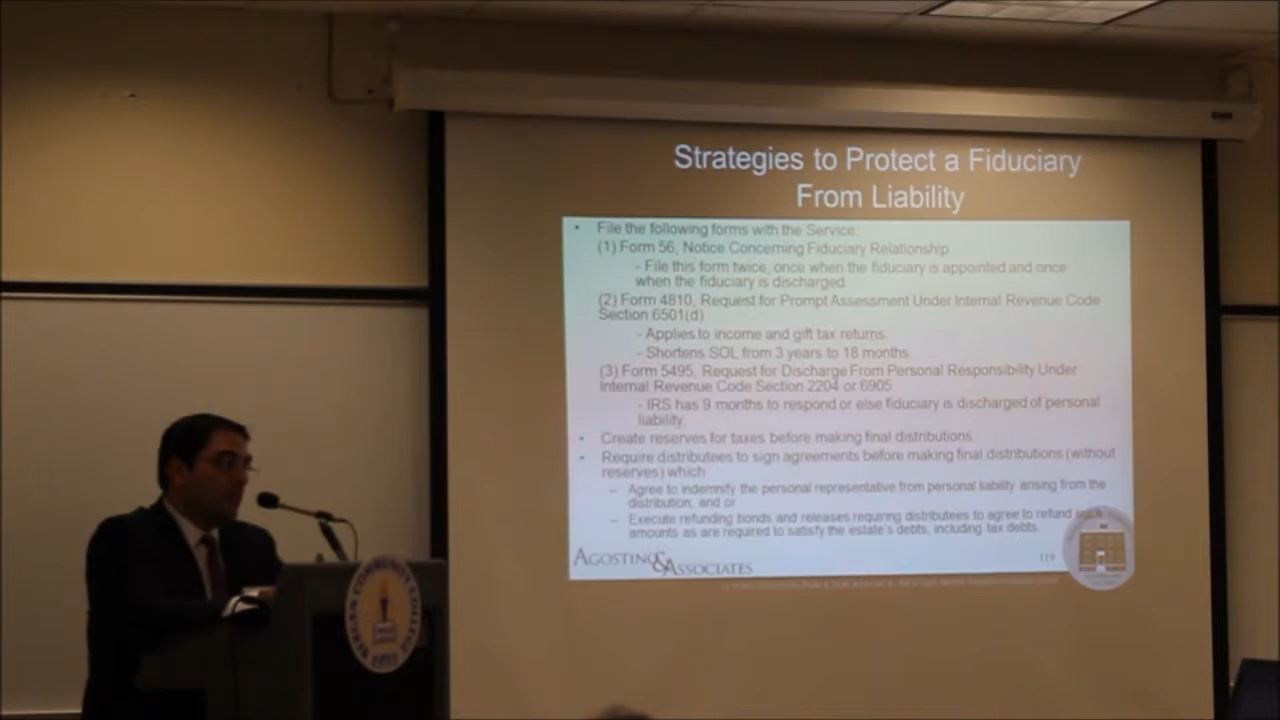 Strategies to Protect a Fiduciary
From Liability
• File the following forms with the Service:
(1) Form 56, Notice Concerning Fiduciary Relationship
- File this form twice, once when the fiduciary is appointed and once
when the fiduciary is discharged.
(2) Form 4810, Request for Prompt Assessment Under Internal Revenue Code
Section 6501(d)
- Applies to income and gift tax returns.
- Shortens SOL from 3 years to 18 months.
(3) Form 5495, Request for Discharge From Personal Responsibility Under
Internal Revenue Code Section 2204 or 6905
- IRS has 9 months to respond or else fiduciary is discharged of personal
liability.
• Create reserves for taxes before making final distributions.
• Require distributees to sign agreements before making final distributions (without
reserves) which
– Agree to indemnify the personal representative from personal liability arising from the
distribution; and or
– Execute refunding bonds and releases requiring distributees to agree to refund
amounts as are required to satisfy the estate's debts, including tax debts.
AGOSTINO & ASSOCIATES
119
BERGEN COMMUNITY COLLEGE